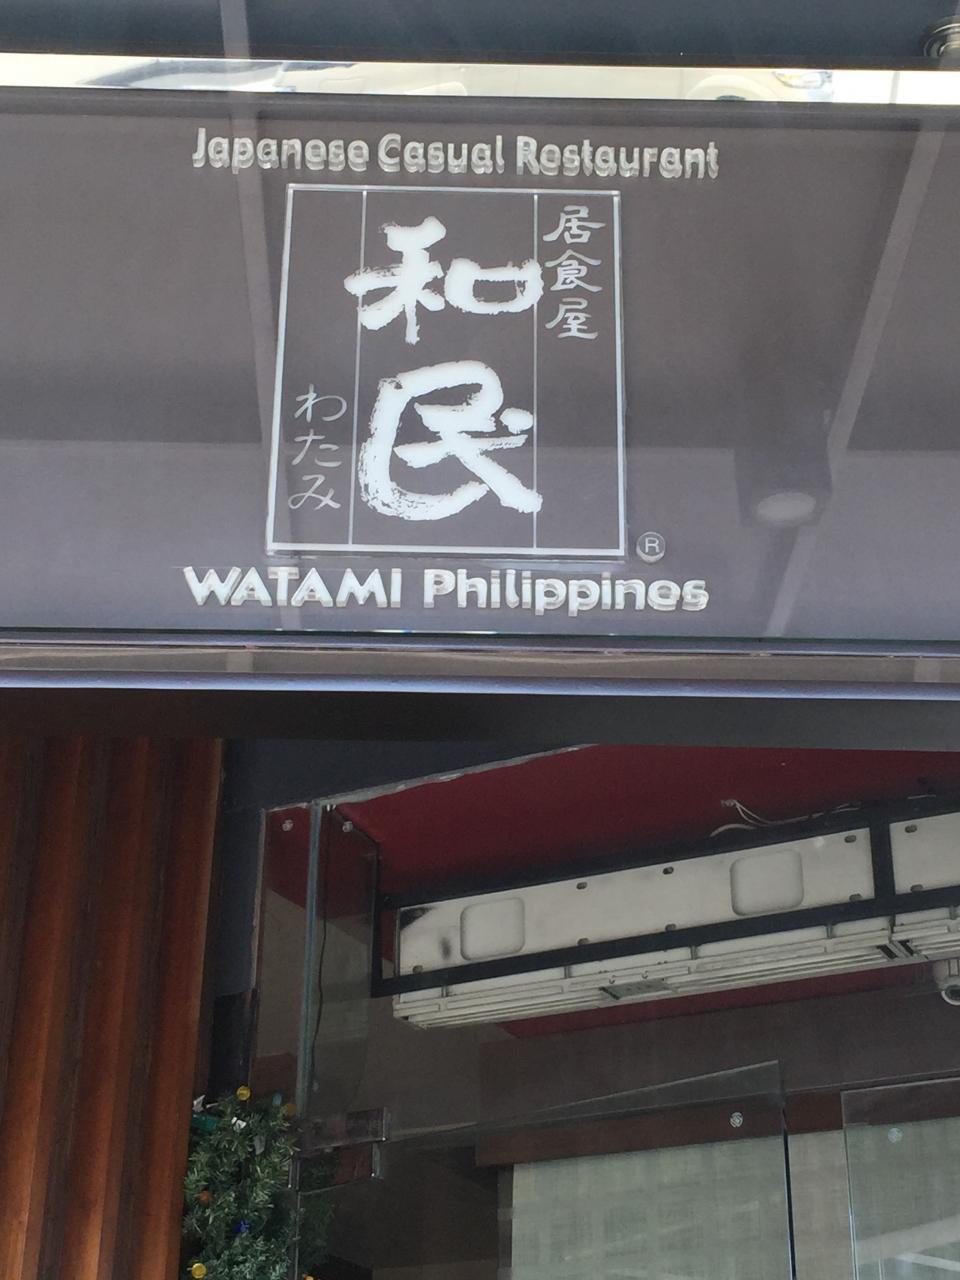 Japanese Casual Restaurant
居食屋
和民
わたみ
®
WATAMI Philippines